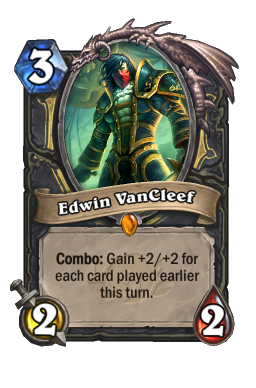 3
Edwin VanCleef
Combo: Gain +2/+2 for
each card played earlier
this turn.
2
2